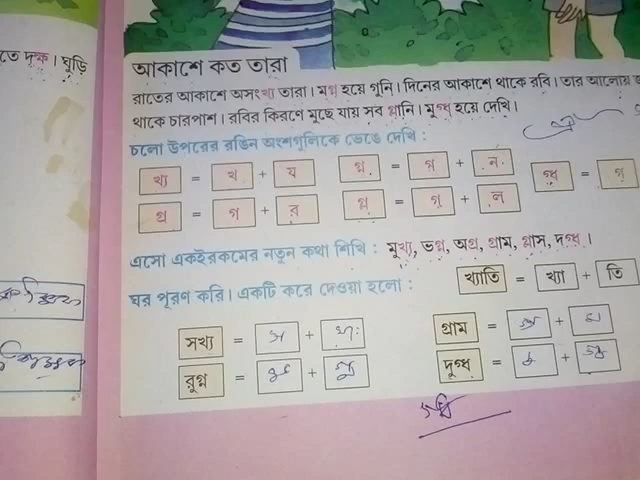 তে দৃক । ঘুড়ি
আকাশে কত তারা
রাতের আকাশে অসংখ্য তারা। মগ্ন হয়ে গুনি। দিনের আকাশে থাকে রবি। তার আলোয়
থাকে চারপাশ। রবির কিরণে মুছে যায় সব গ্লানি। মুগ্ধ হয়ে দেখি।
চলো উপরের রঙিন অংশগুলিকে ভেঙে দেখি :
খ্য = খ + য গ্ন = গ + ন গ্ধ = গ
গ্র = গ + র গ্ল = গ + ল
এসো একইরকমের নতুন কথা শিখি : মুখ্য, ভগ্ন, অগ্র, গ্রাম, গ্লাস, দগ্ধ।
ঘর পূরণ করি। একটি করে দেওয়া হলো : খ্যাতি = খ্যা + তি
সখ্য = স + খ্য গ্রাম = গ্র + ম
রুগ্ন = রু + গ্ন দুগ্ধ = দু + গ্ধ